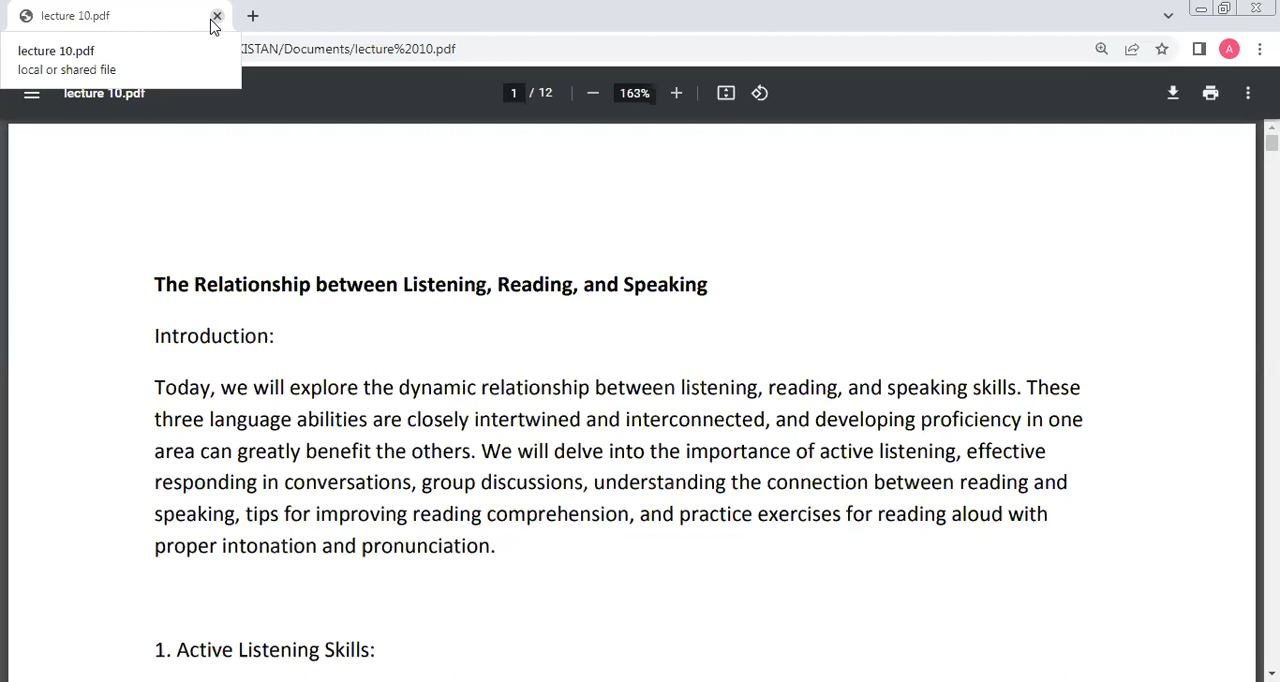 lecture 10.pdf
lecture 10.pdf
local or shared file
KISTAN/Documents/lecture%2010.pdf
A
lecture 10.pdf
1 / 12
163%
The Relationship between Listening, Reading, and Speaking
Introduction:
Today, we will explore the dynamic relationship between listening, reading, and speaking skills. These
three language abilities are closely intertwined and interconnected, and developing proficiency in one
area can greatly benefit the others. We will delve into the importance of active listening, effective
responding in conversations, group discussions, understanding the connection between reading and
speaking, tips for improving reading comprehension, and practice exercises for reading aloud with
proper intonation and pronunciation.
1. Active Listening Skills: